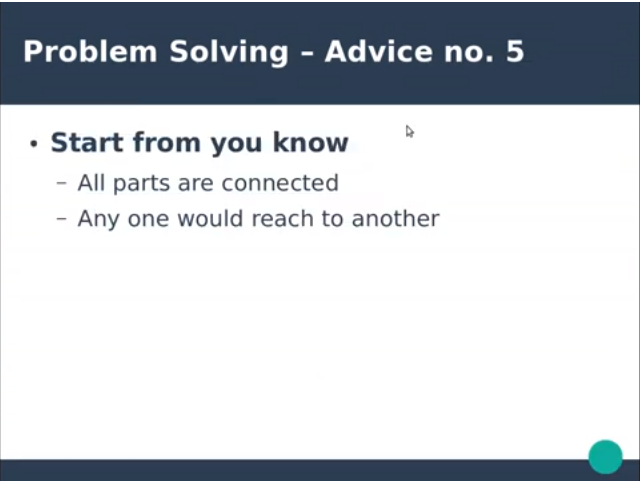 Problem Solving – Advice no. 5
• Start from you know
– All parts are connected
– Any one would reach to another